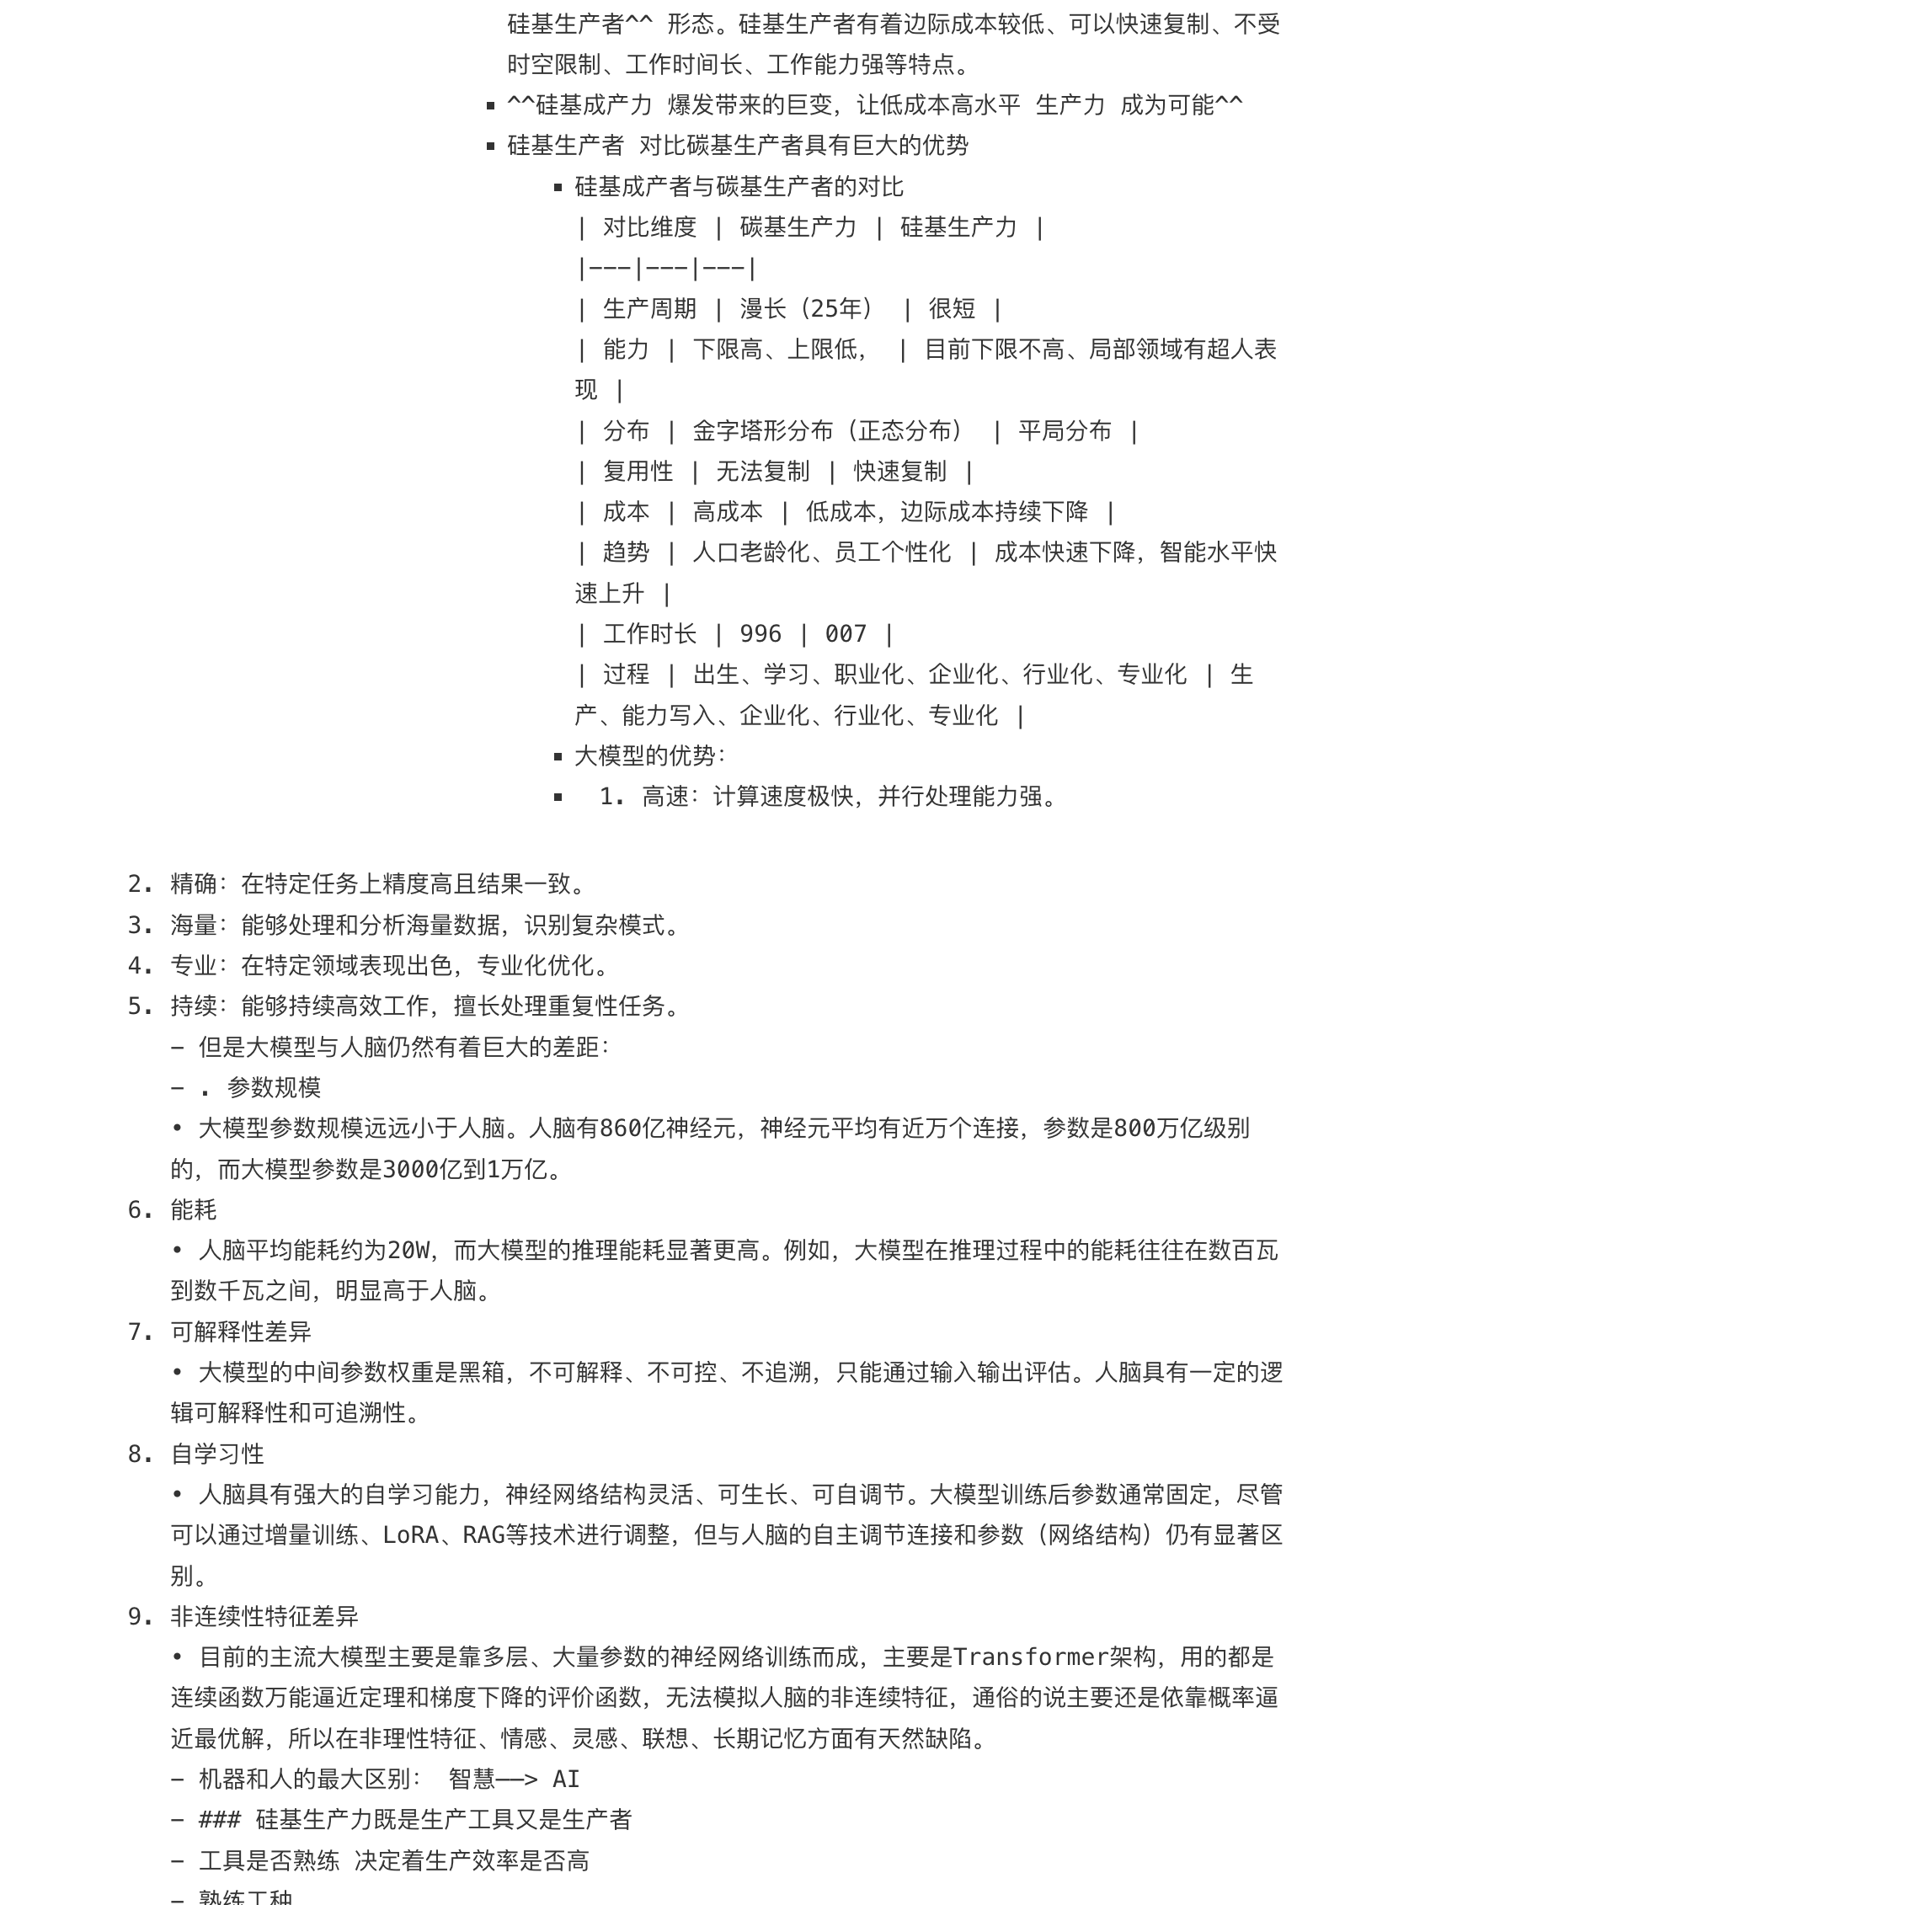 硅基生产者^^ 形态。硅基生产者有着边际成本较低、可以快速复制、不受
时空限制、工作时间长、工作能力强等特点。
▪ ^^硅基成产力 爆发带来的巨变，让低成本高水平 生产力 成为可能^^
▪ 硅基生产者 对比碳基生产者具有巨大的优势
▪ 硅基成产者与碳基生产者的对比
| 对比维度 | 碳基生产力 | 硅基生产力 |
|---|---|---|
| 生产周期 | 漫长（25年） | 很短 |
| 能力 | 下限高、上限低， | 目前下限不高、局部领域有超人表
现 |
| 分布 | 金字塔形分布（正态分布） | 平局分布 |
| 复用性 | 无法复制 | 快速复制 |
| 成本 | 高成本 | 低成本，边际成本持续下降 |
| 趋势 | 人口老龄化、员工个性化 | 成本快速下降，智能水平快
速上升 |
| 工作时长 | 996 | 007 |
| 过程 | 出生、学习、职业化、企业化、行业化、专业化 | 生
产、能力写入、企业化、行业化、专业化 |
▪ 大模型的优势：
▪ 1. 高速：计算速度极快，并行处理能力强。
2. 精确：在特定任务上精度高且结果一致。
3. 海量：能够处理和分析海量数据，识别复杂模式。
4. 专业：在特定领域表现出色，专业化优化。
5. 持续：能够持续高效工作，擅长处理重复性任务。
- 但是大模型与人脑仍然有着巨大的差距：
- . 参数规模
• 大模型参数规模远远小于人脑。人脑有860亿神经元，神经元平均有近万个连接，参数是800万亿级别
的，而大模型参数是3000亿到1万亿。
6. 能耗
• 人脑平均能耗约为20W，而大模型的推理能耗显著更高。例如，大模型在推理过程中的能耗往往在数百瓦
到数千瓦之间，明显高于人脑。
7. 可解释性差异
• 大模型的中间参数权重是黑箱，不可解释、不可控、不追溯，只能通过输入输出评估。人脑具有一定的逻
辑可解释性和可追溯性。
8. 自学习性
• 人脑具有强大的自学习能力，神经网络结构灵活、可生长、可自调节。大模型训练后参数通常固定，尽管
可以通过增量训练、LoRA、RAG等技术进行调整，但与人脑的自主调节连接和参数（网络结构）仍有显著区
别。
9. 非连续性特征差异
• 目前的主流大模型主要是靠多层、大量参数的神经网络训练而成，主要是Transformer架构，用的都是
连续函数万能逼近定理和梯度下降的评价函数，无法模拟人脑的非连续特征，通俗的说主要还是依靠概率逼
近最优解，所以在非理性特征、情感、灵感、联想、长期记忆方面有天然缺陷。
- 机器和人的最大区别： 智慧——> AI
- ### 硅基生产力既是生产工具又是生产者
- 工具是否熟练 决定着生产效率是否高
- 熟练工种